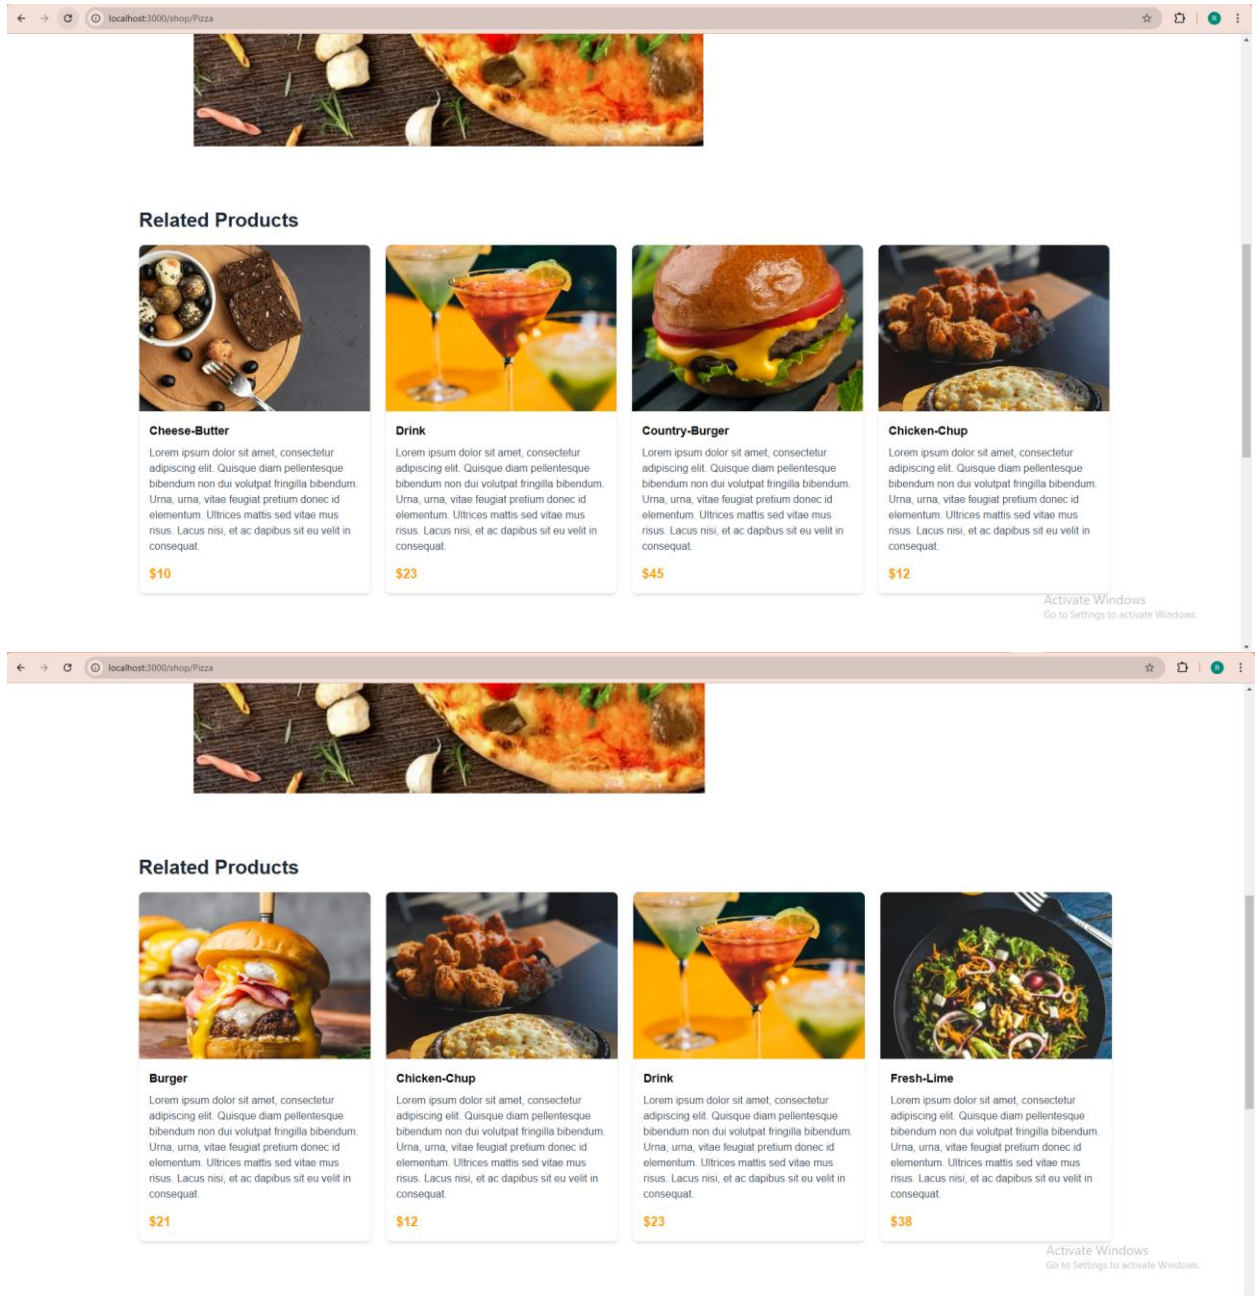 localhost:3000/shop/Pizza
Related Products
Cheese-Butter
Lorem ipsum dolor sit amet, consectetur
adipiscing elit. Quisque diam pellentesque
bibendum non dui volutpat fringilla bibendum.
Urna, urna, vitae feugiat pretium donec id
elementum. Ultrices mattis sed vitae mus
risus. Lacus nisi, et ac dapibus sit eu velit in
consequat.
$10
Drink
Lorem ipsum dolor sit amet, consectetur
adipiscing elit. Quisque diam pellentesque
bibendum non dui volutpat fringilla bibendum.
Urna, urna, vitae feugiat pretium donec id
elementum. Ultrices mattis sed vitae mus
risus. Lacus nisi, et ac dapibus sit eu velit in
consequat.
$23
Country-Burger
Lorem ipsum dolor sit amet, consectetur
adipiscing elit. Quisque diam pellentesque
bibendum non dui volutpat fringilla bibendum.
Urna, urna, vitae feugiat pretium donec id
elementum. Ultrices mattis sed vitae mus
risus. Lacus nisi, et ac dapibus sit eu velit in
consequat.
$45
Chicken-Chup
Lorem ipsum dolor sit amet, consectetur
adipiscing elit. Quisque diam pellentesque
bibendum non dui volutpat fringilla bibendum.
Urna, urna, vitae feugiat pretium donec id
elementum. Ultrices mattis sed vitae mus
risus. Lacus nisi, et ac dapibus sit eu velit in
consequat.
$12
Activate Windows
Go to Settings to activate Windows.
localhost:3000/shop/Pizza
Related Products
Burger
Lorem ipsum dolor sit amet, consectetur
adipiscing elit. Quisque diam pellentesque
bibendum non dui volutpat fringilla bibendum.
Urna, urna, vitae feugiat pretium donec id
elementum. Ultrices mattis sed vitae mus
risus. Lacus nisi, et ac dapibus sit eu velit in
consequat.
$21
Chicken-Chup
Lorem ipsum dolor sit amet, consectetur
adipiscing elit. Quisque diam pellentesque
bibendum non dui volutpat fringilla bibendum.
Urna, urna, vitae feugiat pretium donec id
elementum. Ultrices mattis sed vitae mus
risus. Lacus nisi, et ac dapibus sit eu velit in
consequat.
$12
Drink
Lorem ipsum dolor sit amet, consectetur
adipiscing elit. Quisque diam pellentesque
bibendum non dui volutpat fringilla bibendum.
Urna, urna, vitae feugiat pretium donec id
elementum. Ultrices mattis sed vitae mus
risus. Lacus nisi, et ac dapibus sit eu velit in
consequat.
$23
Fresh-Lime
Lorem ipsum dolor sit amet, consectetur
adipiscing elit. Quisque diam pellentesque
bibendum non dui volutpat fringilla bibendum.
Urna, urna, vitae feugiat pretium donec id
elementum. Ultrices mattis sed vitae mus
risus. Lacus nisi, et ac dapibus sit eu velit in
consequat.
$38
Activate Windows
Go to Settings to activate Windows.